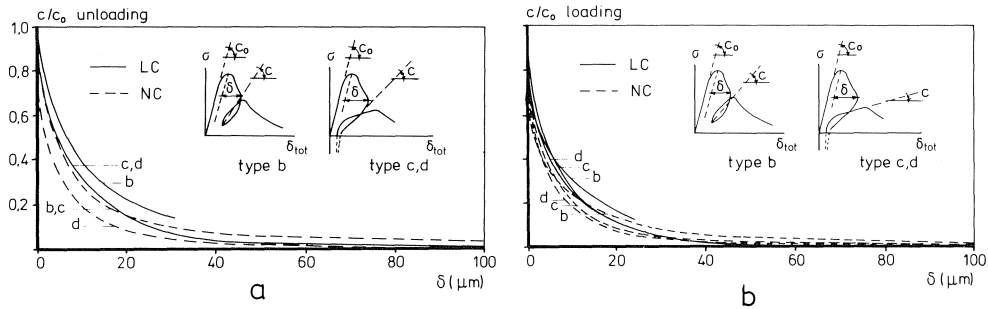 c/c₀ unloading
1,0
0,8
0,6
0,4
0,2
0
20
40
60
80
100
δ (μm)
LC
NC
c,d
b
b,c
d
σ
c₀
c
δ
δtot
type b
σ
c₀
c
δ
δtot
type c,d
a
c/c₀ loading
0
20
40
60
80
100
δ (μm)
LC
NC
d
c
b
d
c
b
σ
c₀
c
δ
δtot
type b
σ
c₀
c
δ
δtot
type c,d
b